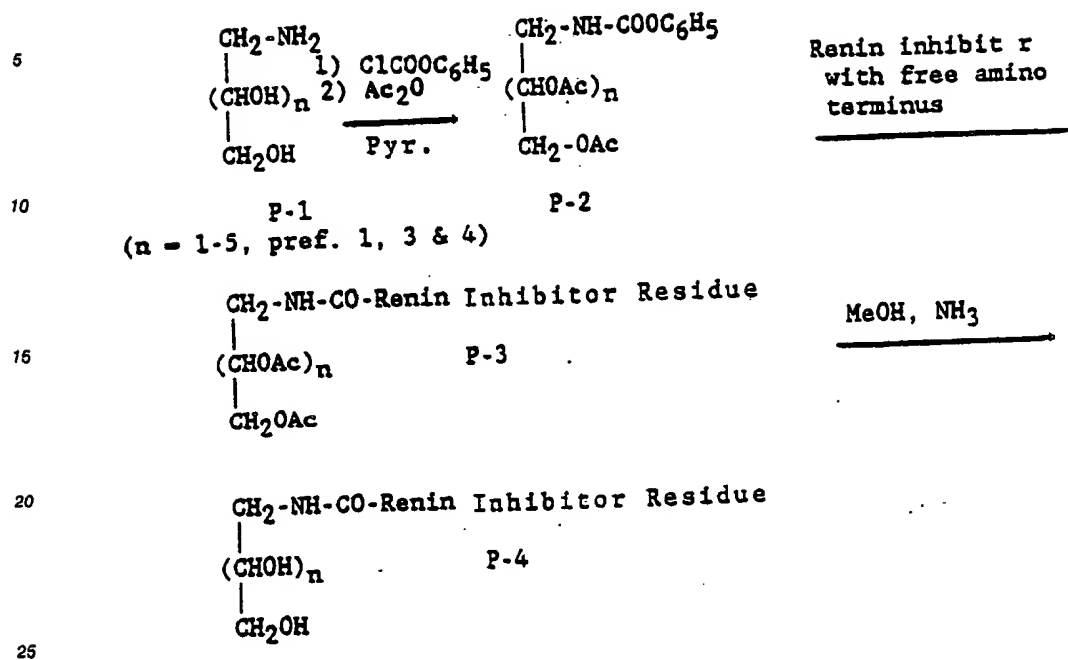 5
CH2-NH2
(CHOH)n
CH2OH
1) ClCOOC6H5
2) Ac2O
Pyr.
CH2-NH-COOC6H5
(CHOAc)n
CH2-OAc
Renin inhibit r
with free amino
terminus
10
P-1
P-2
(n = 1-5, pref. 1, 3 & 4)
CH2-NH-CO-Renin Inhibitor Residue
MeOH, NH3
15
(CHOAc)n
P-3
CH2OAc
20
CH2-NH-CO-Renin Inhibitor Residue
(CHOH)n
P-4
CH2OH
25